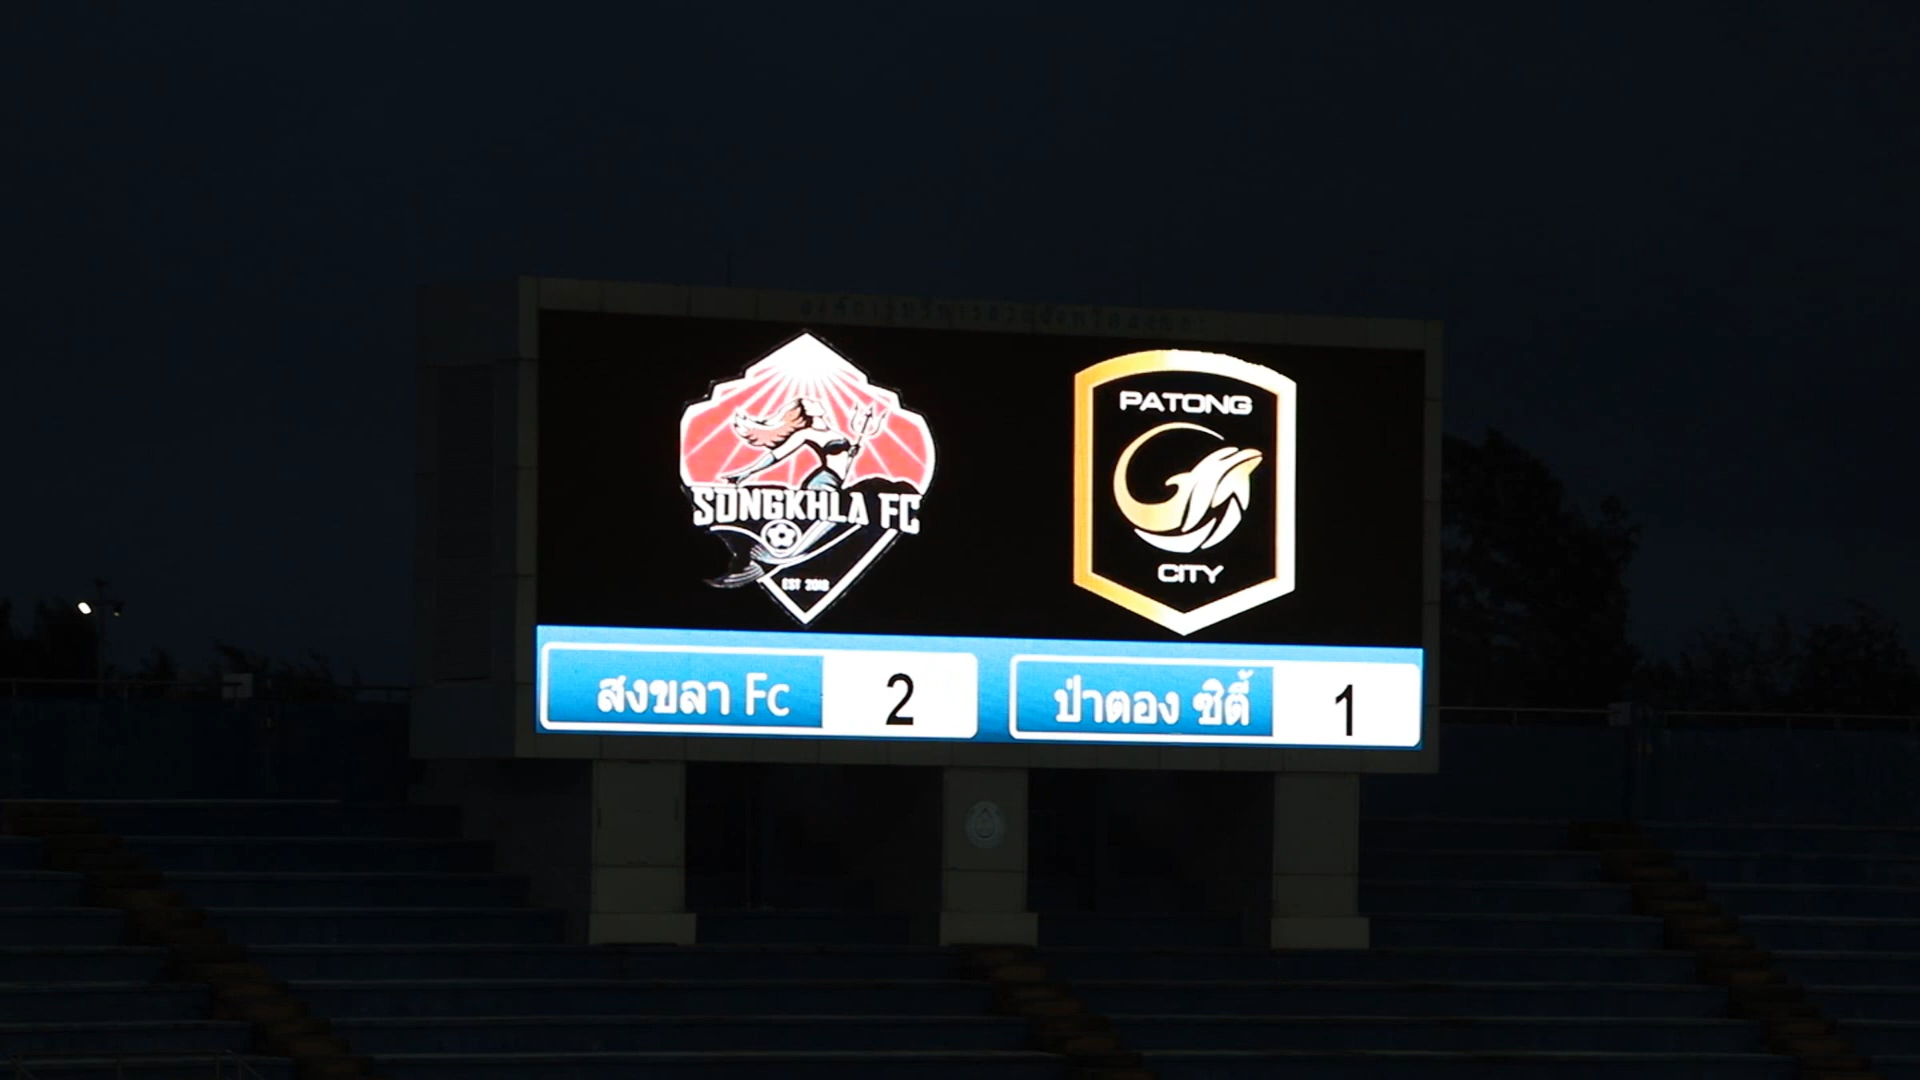 PATONG
SONGKHLA FC
CITY
EST 2018
สงขลา Fc 2
ป่าตอง ซิตี้ 1